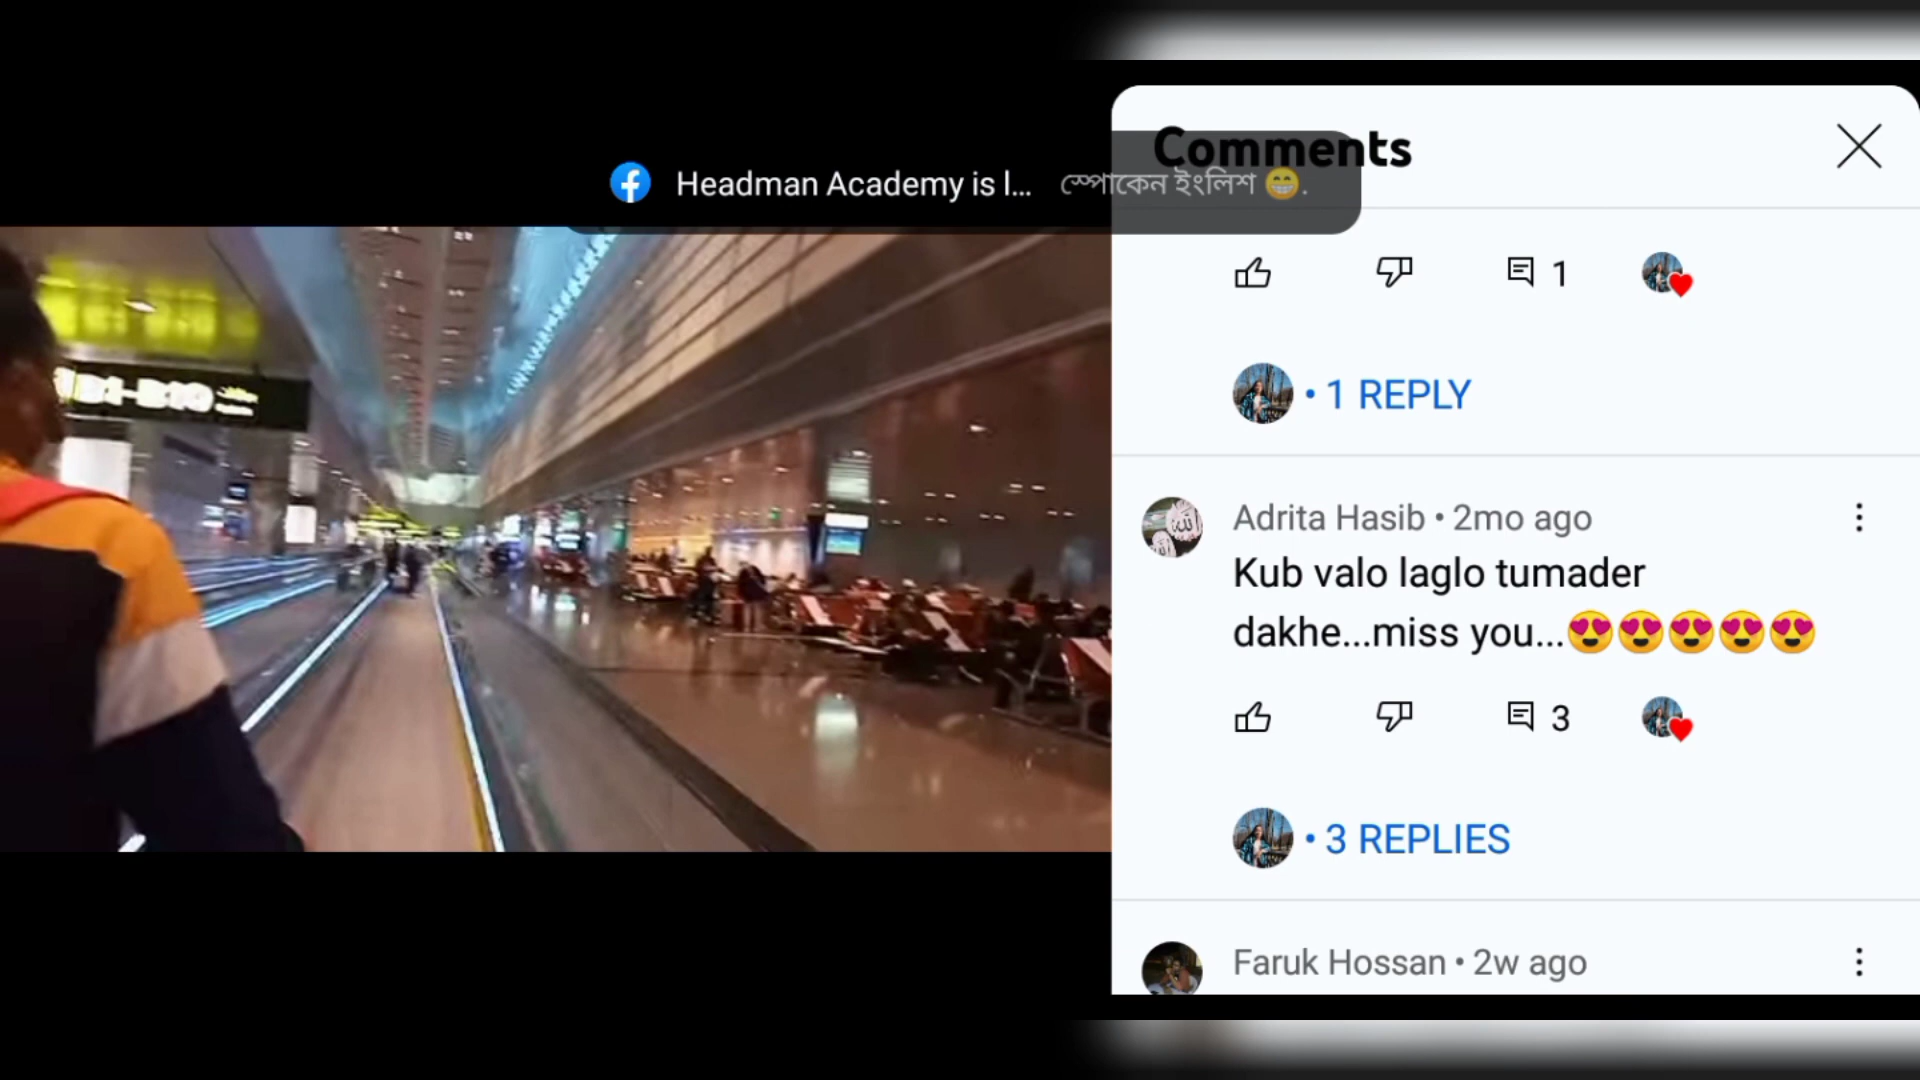 Comments
Headman Academy is l... স্পোকেন ইংলিশ 😁.
1
• 1 REPLY
Adrita Hasib • 2mo ago
Kub valo laglo tumader
dakhe...miss you...😍😍😍😍😍
3
• 3 REPLIES
Faruk Hossan • 2w ago